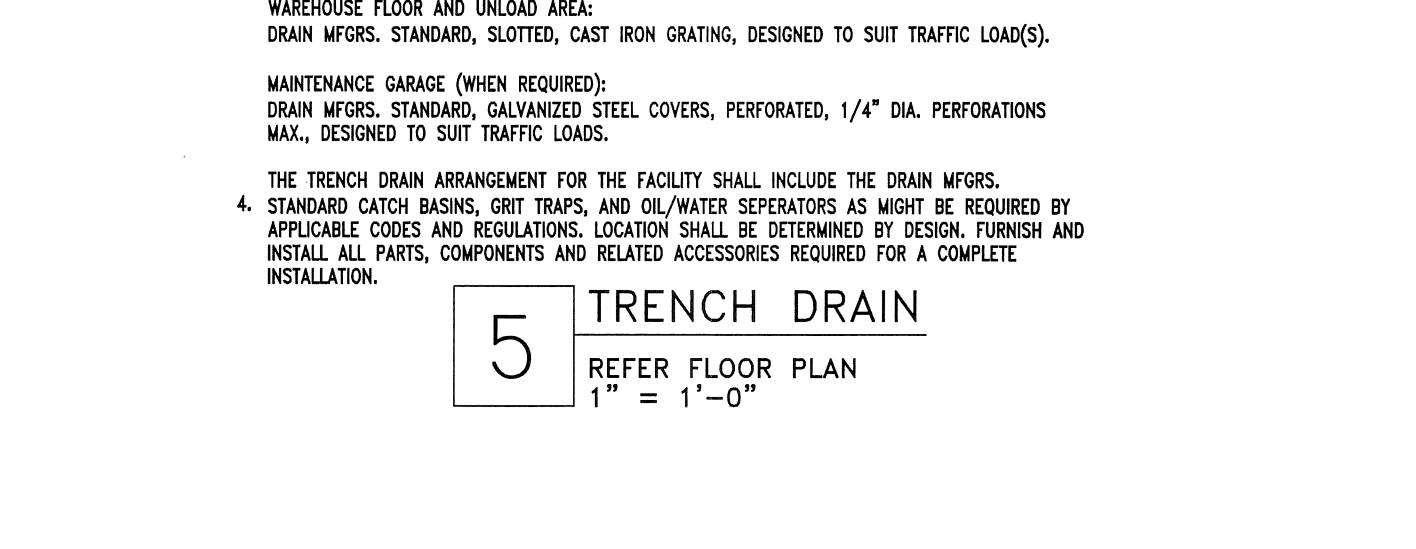 WAREHOUSE FLOOR AND UNLOAD AREA:
DRAIN MFGRS. STANDARD, SLOTTED, CAST IRON GRATING, DESIGNED TO SUIT TRAFFIC LOAD(S).
MAINTENANCE GARAGE (WHEN REQUIRED):
DRAIN MFGRS. STANDARD, GALVANIZED STEEL COVERS, PERFORATED, 1/4" DIA. PERFORATIONS
MAX., DESIGNED TO SUIT TRAFFIC LOADS.
THE TRENCH DRAIN ARRANGEMENT FOR THE FACILITY SHALL INCLUDE THE DRAIN MFGRS.
4. STANDARD CATCH BASINS, GRIT TRAPS, AND OIL/WATER SEPERATORS AS MIGHT BE REQUIRED BY
APPLICABLE CODES AND REGULATIONS. LOCATION SHALL BE DETERMINED BY DESIGN. FURNISH AND
INSTALL ALL PARTS, COMPONENTS AND RELATED ACCESSORIES REQUIRED FOR A COMPLETE
INSTALLATION.
5 TRENCH DRAIN
REFER FLOOR PLAN
1" = 1'-0"